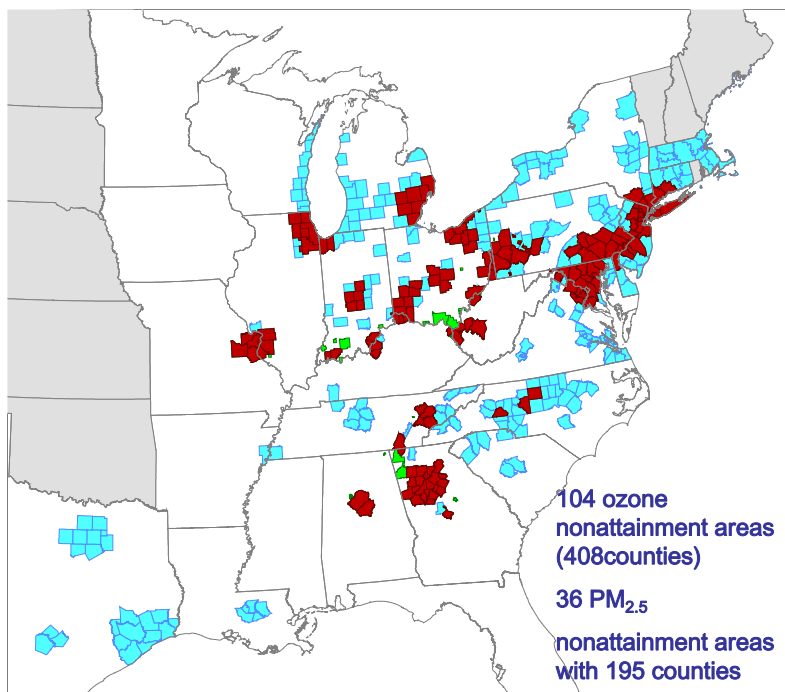 104 ozone
nonattainment areas
(408counties)
36 PM2.5
nonattainment areas
with 195 counties